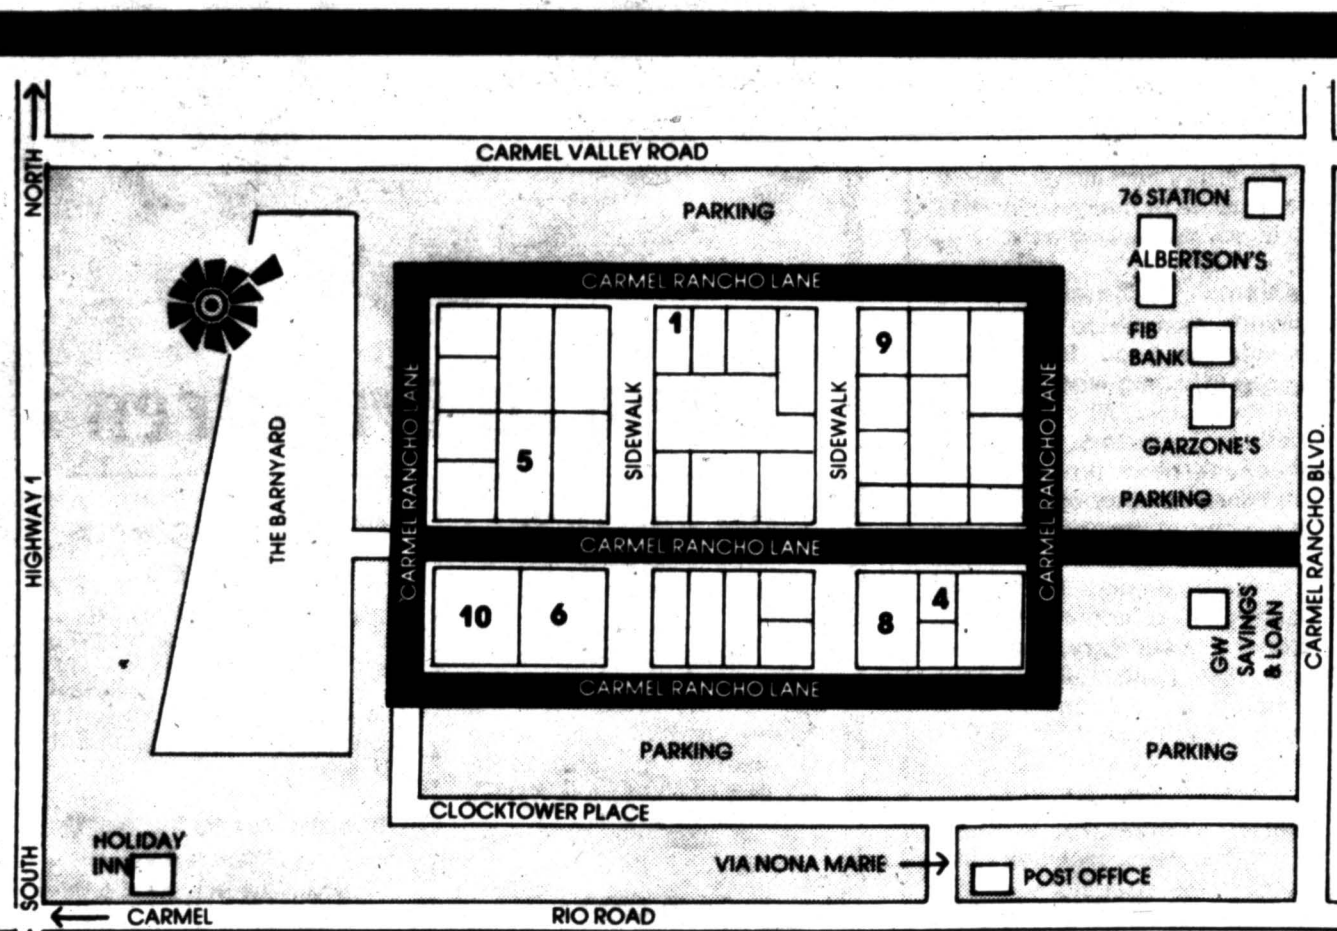 CARMEL VALLEY ROAD
NORTH
PARKING
76 STATION
ALBERTSON'S
CARMEL RANCHO LANE
1
9
FIB
BANK
CARMEL RANCHO LANE
SIDEWALK
SIDEWALK
CARMEL RANCHO LANE
5
THE BARNYARD
GARZONE'S
PARKING
HIGHWAY 1
CARMEL RANCHO BLVD.
CARMEL RANCHO LANE
10
6
8
4
GW
SAVINGS
& LOAN
CARMEL RANCHO LANE
PARKING
PARKING
CLOCKTOWER PLACE
HOLIDAY
INN
VIA NONA MARIE
POST OFFICE
SOUTH
CARMEL
RIO ROAD